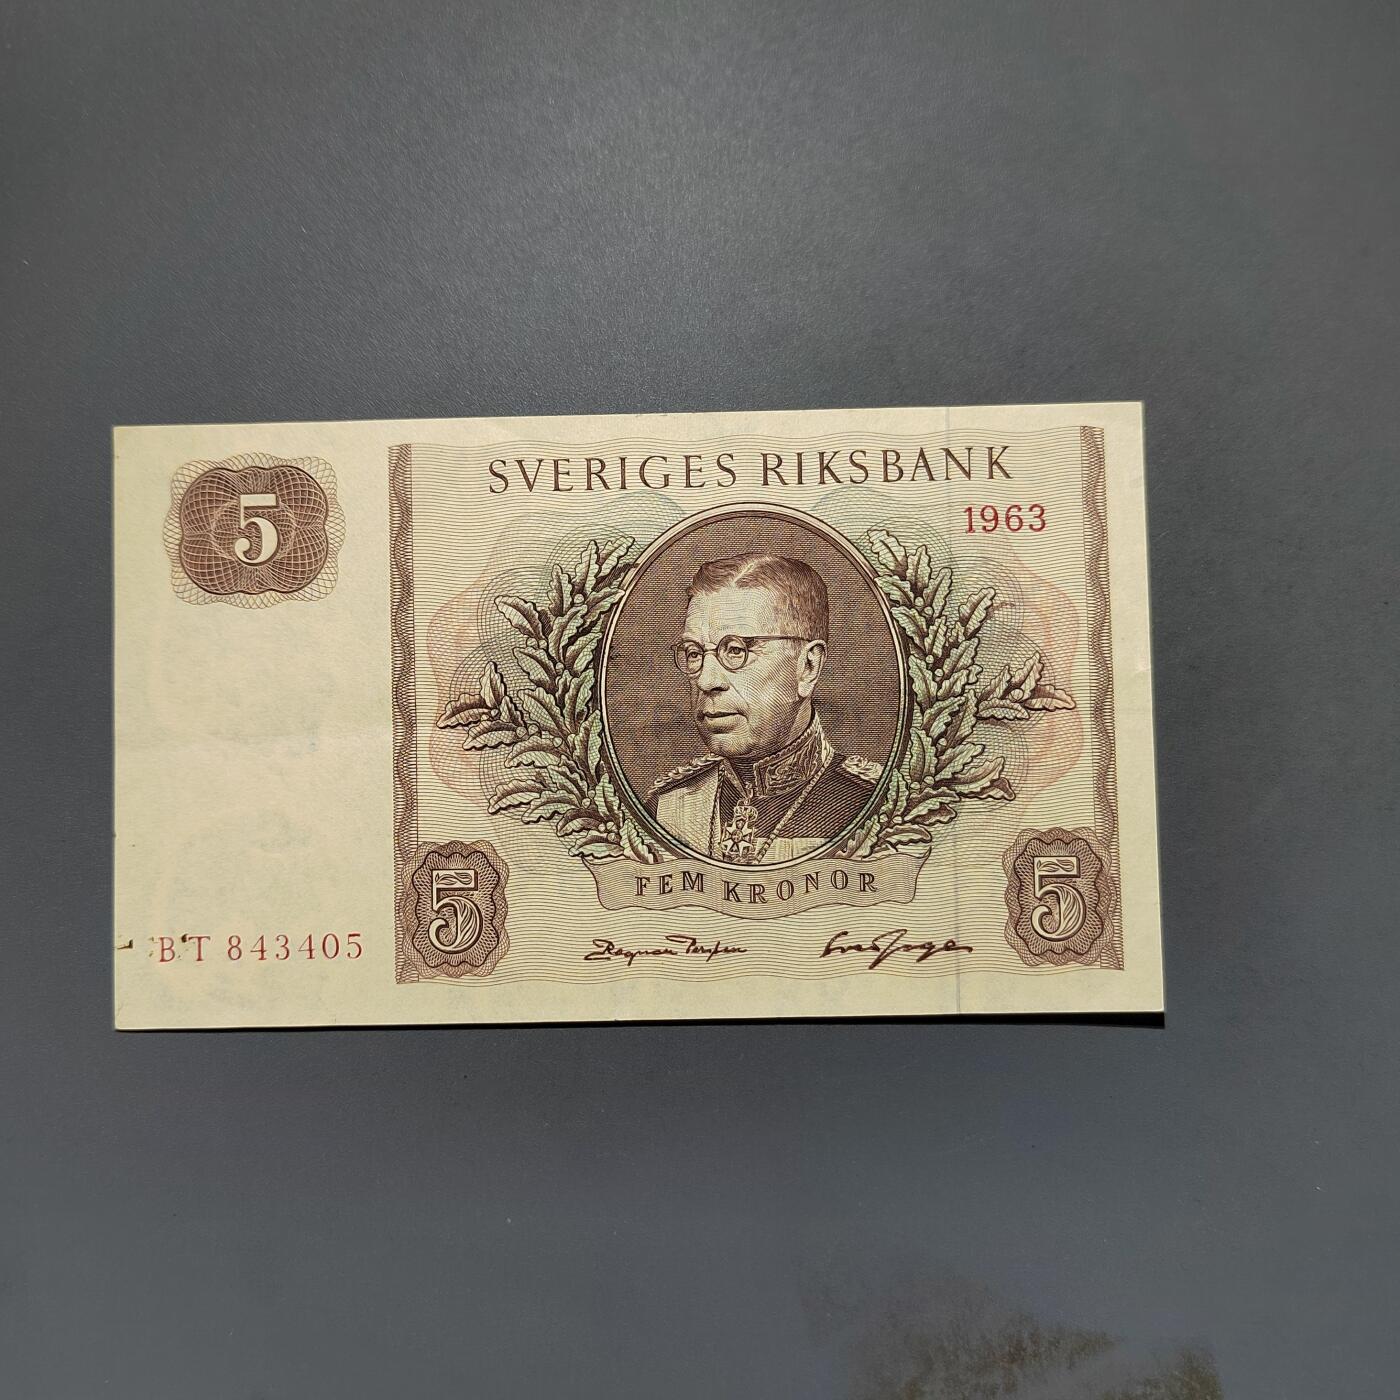 5
SVERIGES RIKSBANK
1963
FEM KRONOR
5
5
BT 843405